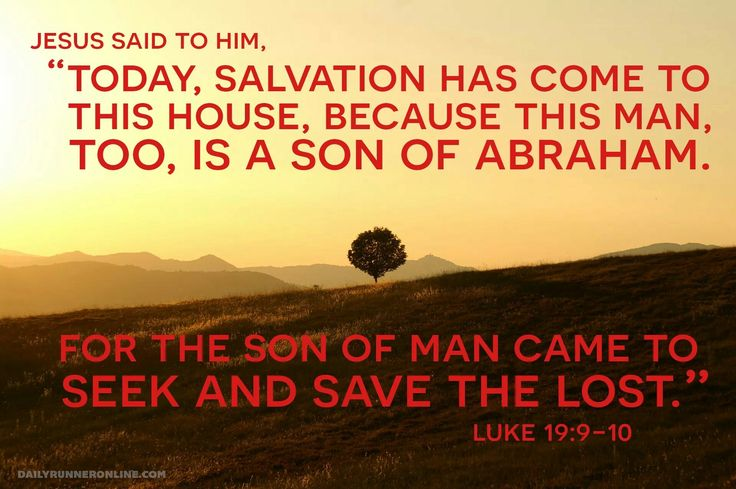 JESUS SAID TO HIM,
“TODAY, SALVATION HAS COME TO
THIS HOUSE, BECAUSE THIS MAN,
TOO, IS A SON OF ABRAHAM.
FOR THE SON OF MAN CAME TO
SEEK AND SAVE THE LOST.”
LUKE 19:9–10
DAILYRUNNERONLINE.COM